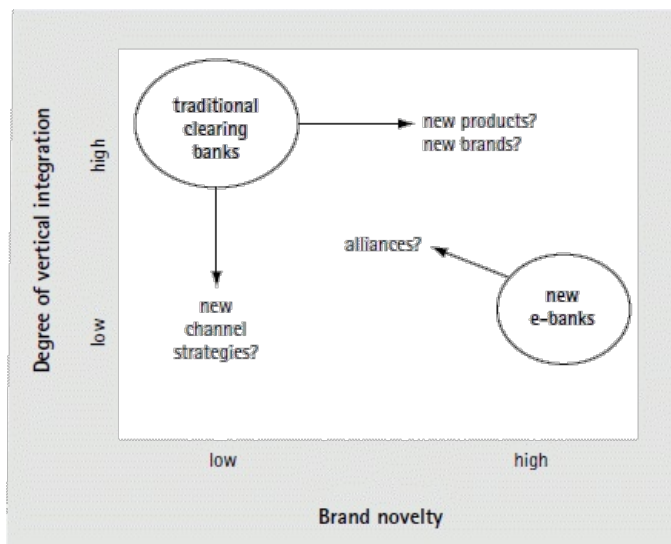 traditional
clearing
banks
new products?
new brands?
alliances?
new
e-banks
new
channel
strategies?
Degree of vertical integration
high
low
low
high
Brand novelty